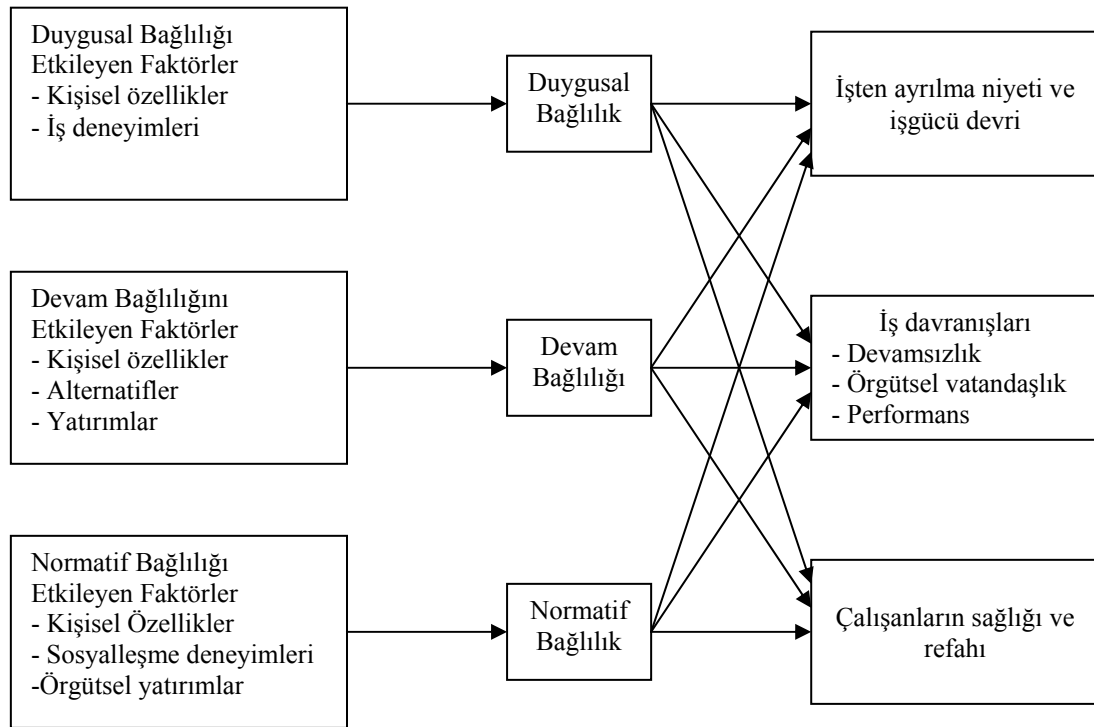 Duygusal Bağlılığı
Etkileyen Faktörler
- Kişisel özellikler
- İş deneyimleri
Duygusal
Bağlılık
İşten ayrılma niyeti ve
işgücü devri
Devam Bağlılığını
Etkileyen Faktörler
- Kişisel özellikler
- Alternatifler
- Yatırımlar
Devam
Bağlılığı
İş davranışları
- Devamsızlık
- Örgütsel vatandaşlık
- Performans
Normatif Bağlılığı
Etkileyen Faktörler
- Kişisel Özellikler
- Sosyalleşme deneyimleri
-Örgütsel yatırımlar
Normatif
Bağlılık
Çalışanların sağlığı ve
refahı